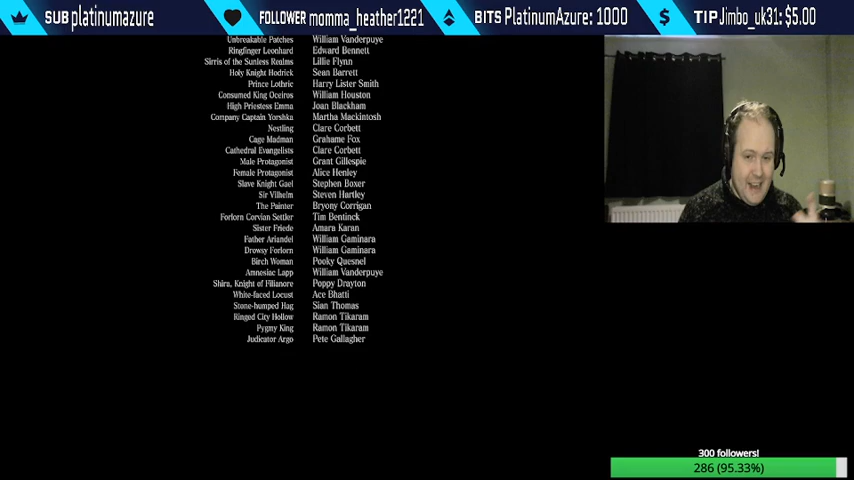 SUB platinumazure FOLLOWER momma_heather1221 BITS PlatinumAzure: 1000 TIP Jimbo_uk31: $5.00
Unbreakable Patches William Vanderpuye
Ringfinger Leonhard Edward Bennett
Sirris of the Sunless Realms Lillie Flynn
Holy Knight Hodrick Sean Barrett
Prince Lothric Harry Lister Smith
Consumed King Oceiros William Houston
High Priestess Emma Joan Blackham
Company Captain Yorshka Martha Mackintosh
Nestling Clare Corbett
Cage Madman Grahame Fox
Cathedral Evangelists Clare Corbett
Male Protagonist Grant Gillespie
Female Protagonist Alice Henley
Slave Knight Gael Stephen Boxer
Sir Vilhelm Steven Hartley
The Painter Bryony Corrigan
Forlorn Corvian Settler Tim Bentinck
Sister Friede Amara Karan
Father Ariandel William Gaminara
Drowsy Forlorn William Gaminara
Birch Woman Pooky Quesnel
Amnesiac Lapp William Vanderpuye
Shira, Knight of Filianore Poppy Drayton
White-faced Locust Ace Bhatti
Stone-humped Hag Sian Thomas
Ringed City Hollow Ramon Tikaram
Pygmy King Ramon Tikaram
Judicator Argo Pete Gallagher
300 followers!
286 (95.33%)